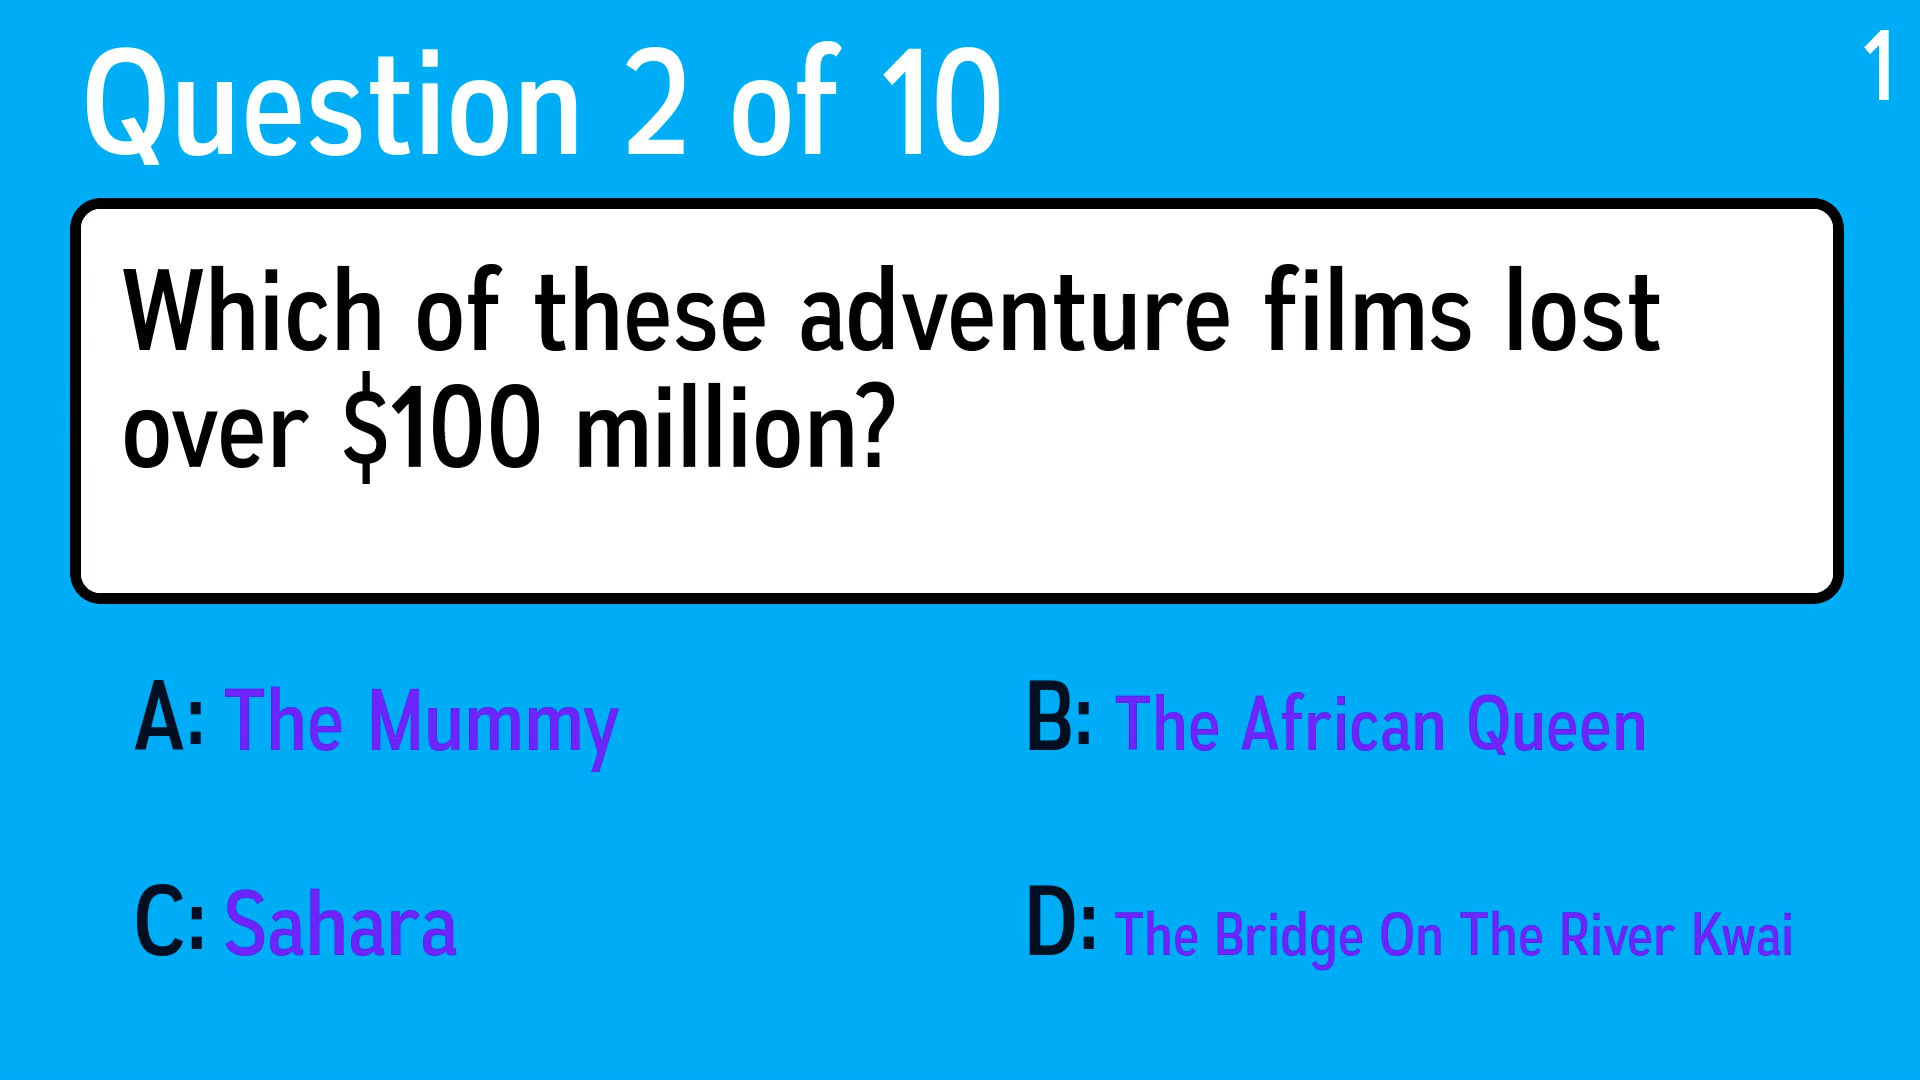 Question 2 of 10
1
Which of these adventure films lost
over $100 million?
A: The Mummy
B: The African Queen
C: Sahara
D: The Bridge On The River Kwai